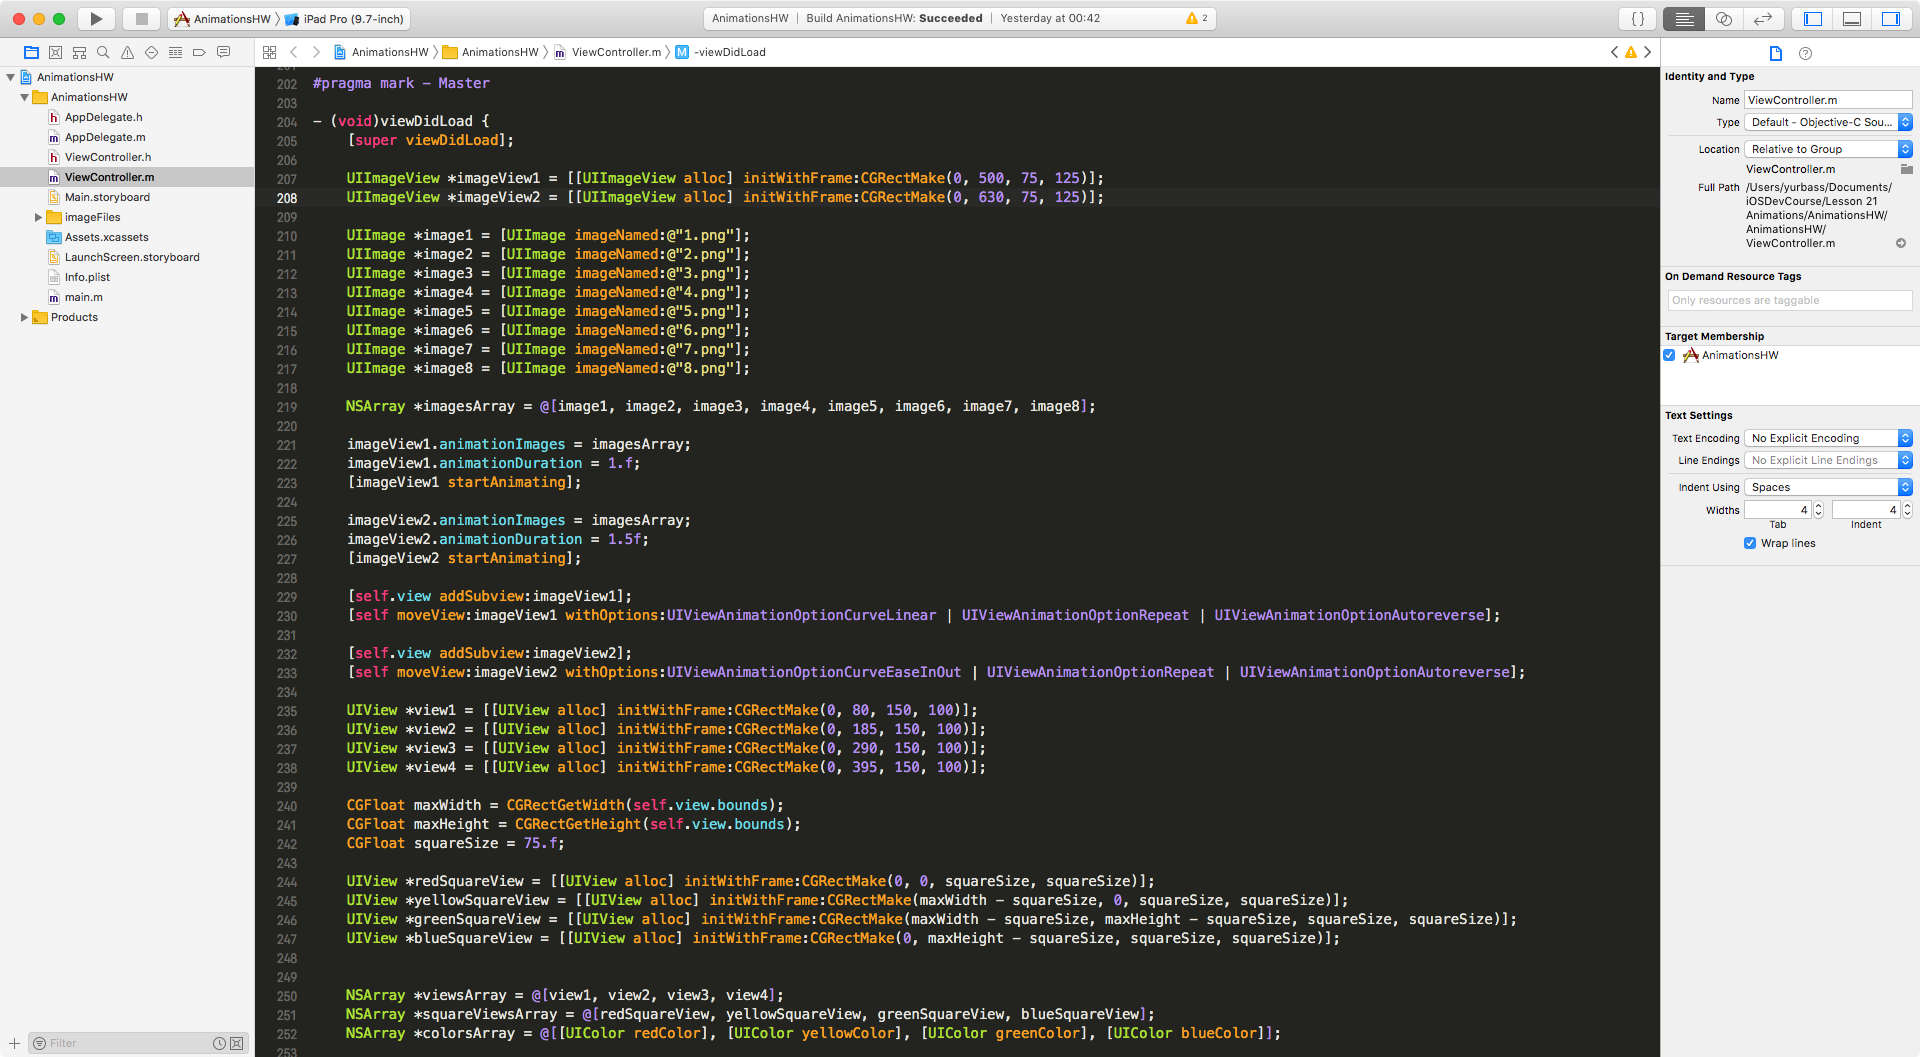 AnimationsHW  iPad Pro (9.7-inch)
AnimationsHW | Build AnimationsHW: Succeeded | Yesterday at 00:42  2
{ }
AnimationsHW  AnimationsHW  ViewController.m  M -viewDidLoad
AnimationsHW
AnimationsHW
h AppDelegate.h
m AppDelegate.m
h ViewController.h
m ViewController.m
Main.storyboard
imageFiles
Assets.xcassets
LaunchScreen.storyboard
Info.plist
m main.m
Products
Filter
202 #pragma mark - Master
203
204 - (void)viewDidLoad {
205     [super viewDidLoad];
206
207     UIImageView *imageView1 = [[UIImageView alloc] initWithFrame:CGRectMake(0, 500, 75, 125)];
208     UIImageView *imageView2 = [[UIImageView alloc] initWithFrame:CGRectMake(0, 630, 75, 125)];
209
210     UIImage *image1 = [UIImage imageNamed:@"1.png"];
211     UIImage *image2 = [UIImage imageNamed:@"2.png"];
212     UIImage *image3 = [UIImage imageNamed:@"3.png"];
213     UIImage *image4 = [UIImage imageNamed:@"4.png"];
214     UIImage *image5 = [UIImage imageNamed:@"5.png"];
215     UIImage *image6 = [UIImage imageNamed:@"6.png"];
216     UIImage *image7 = [UIImage imageNamed:@"7.png"];
217     UIImage *image8 = [UIImage imageNamed:@"8.png"];
218
219     NSArray *imagesArray = @[image1, image2, image3, image4, image5, image6, image7, image8];
220
221     imageView1.animationImages = imagesArray;
222     imageView1.animationDuration = 1.f;
223     [imageView1 startAnimating];
224
225     imageView2.animationImages = imagesArray;
226     imageView2.animationDuration = 1.5f;
227     [imageView2 startAnimating];
228
229     [self.view addSubview:imageView1];
230     [self moveView:imageView1 withOptions:UIViewAnimationOptionCurveLinear | UIViewAnimationOptionRepeat | UIViewAnimationOptionAutoreverse];
231
232     [self.view addSubview:imageView2];
233     [self moveView:imageView2 withOptions:UIViewAnimationOptionCurveEaseInOut | UIViewAnimationOptionRepeat | UIViewAnimationOptionAutoreverse];
234
235     UIView *view1 = [[UIView alloc] initWithFrame:CGRectMake(0, 80, 150, 100)];
236     UIView *view2 = [[UIView alloc] initWithFrame:CGRectMake(0, 185, 150, 100)];
237     UIView *view3 = [[UIView alloc] initWithFrame:CGRectMake(0, 290, 150, 100)];
238     UIView *view4 = [[UIView alloc] initWithFrame:CGRectMake(0, 395, 150, 100)];
239
240     CGFloat maxWidth = CGRectGetWidth(self.view.bounds);
241     CGFloat maxHeight = CGRectGetHeight(self.view.bounds);
242     CGFloat squareSize = 75.f;
243
244     UIView *redSquareView = [[UIView alloc] initWithFrame:CGRectMake(0, 0, squareSize, squareSize)];
245     UIView *yellowSquareView = [[UIView alloc] initWithFrame:CGRectMake(maxWidth - squareSize, 0, squareSize, squareSize)];
246     UIView *greenSquareView = [[UIView alloc] initWithFrame:CGRectMake(maxWidth - squareSize, maxHeight - squareSize, squareSize, squareSize)];
247     UIView *blueSquareView = [[UIView alloc] initWithFrame:CGRectMake(0, maxHeight - squareSize, squareSize, squareSize)];
248
249
250     NSArray *viewsArray = @[view1, view2, view3, view4];
251     NSArray *squareViewsArray = @[redSquareView, yellowSquareView, greenSquareView, blueSquareView];
252     NSArray *colorsArray = @[[UIColor redColor], [UIColor yellowColor], [UIColor greenColor], [UIColor blueColor]];
253
Identity and Type
Name ViewController.m
Type Default - Objective-C Sou...
Location Relative to Group
ViewController.m
Full Path /Users/yurbass/Documents/
iOSDevCourse/Lesson 21
Animations/AnimationsHW/
AnimationsHW/
ViewController.m
On Demand Resource Tags
Only resources are taggable
Target Membership
AnimationsHW
Text Settings
Text Encoding No Explicit Encoding
Line Endings No Explicit Line Endings
Indent Using Spaces
Widths 4 4
Tab Indent
Wrap lines